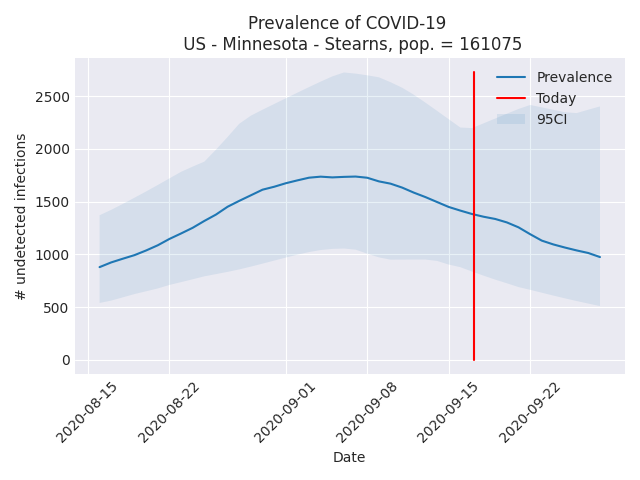 Prevalence of COVID-19
US - Minnesota - Stearns, pop. = 161075
# undetected infections
2500
2000
1500
1000
500
0
Prevalence
Today
95CI
2020-08-15
2020-08-22
2020-09-01
2020-09-08
2020-09-15
2020-09-22
Date